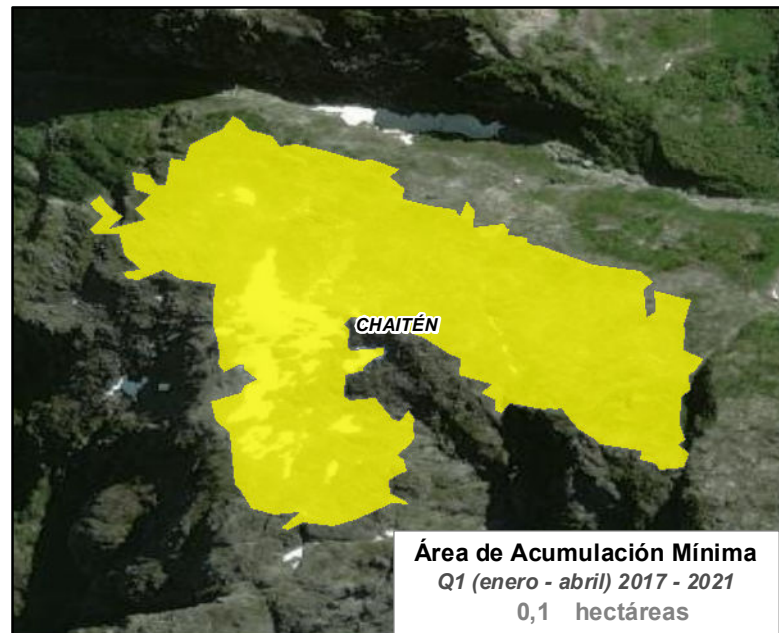 CHAITÉN
Área de Acumulación Mínima
Q1 (enero - abril) 2017 - 2021
0,1 hectáreas